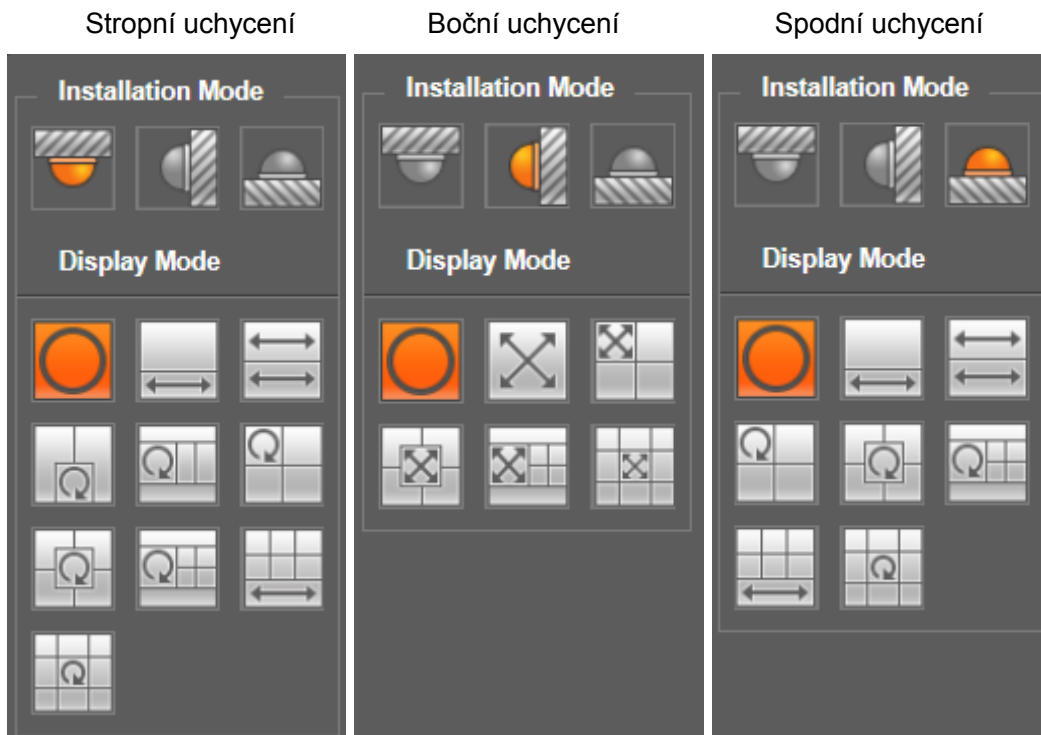 Stropní uchycení
Boční uchycení
Spodní uchycení
Installation Mode
Display Mode
Installation Mode
Display Mode
Installation Mode
Display Mode